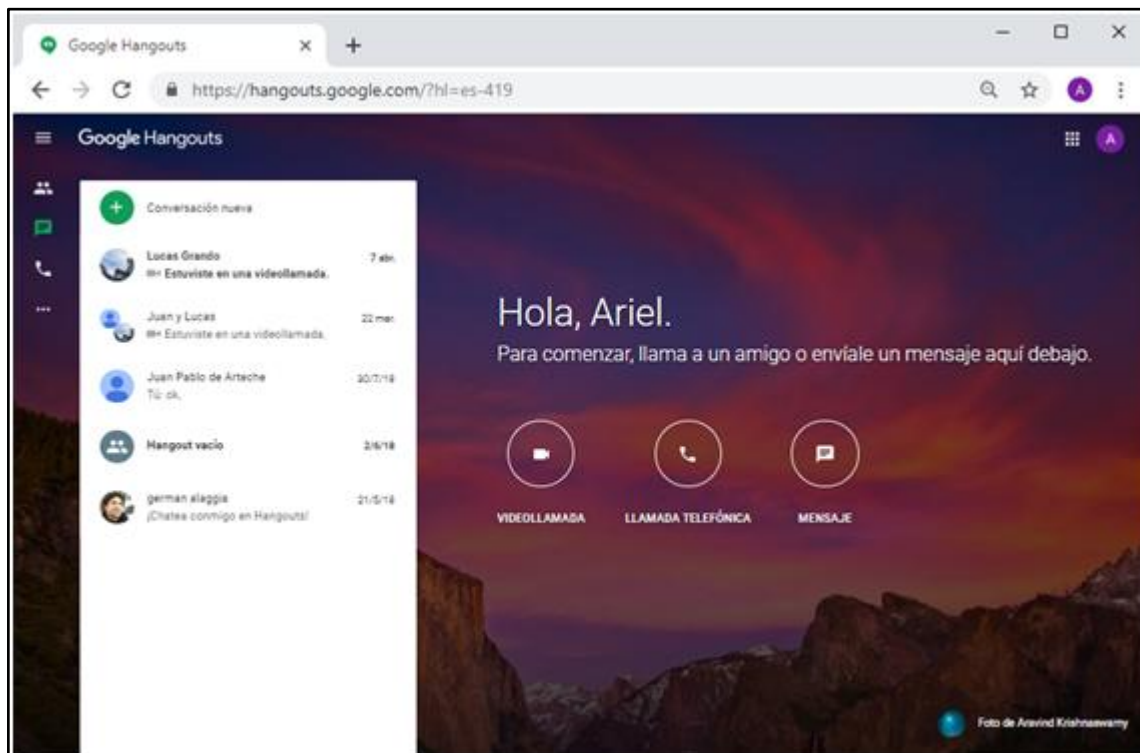 Google Hangouts
https://hangouts.google.com/?hl=es-419
A
Google Hangouts
A
Conversación nueva
Lucas Grando
7 abr.
Estuviste en una videollamada.
Juan y Lucas
22 mar.
Estuviste en una videollamada.
Juan Pablo de Arteche
30/7/18
Tú: ok.
Hangout vacío
2/6/18
german alaggia
21/5/18
¡Chatea conmigo en Hangouts!
Hola, Ariel.
Para comenzar, llama a un amigo o envíale un mensaje aquí debajo.
VIDEOLLAMADA
LLAMADA TELEFÓNICA
MENSAJE
Foto de Aravind Krishnaswamy